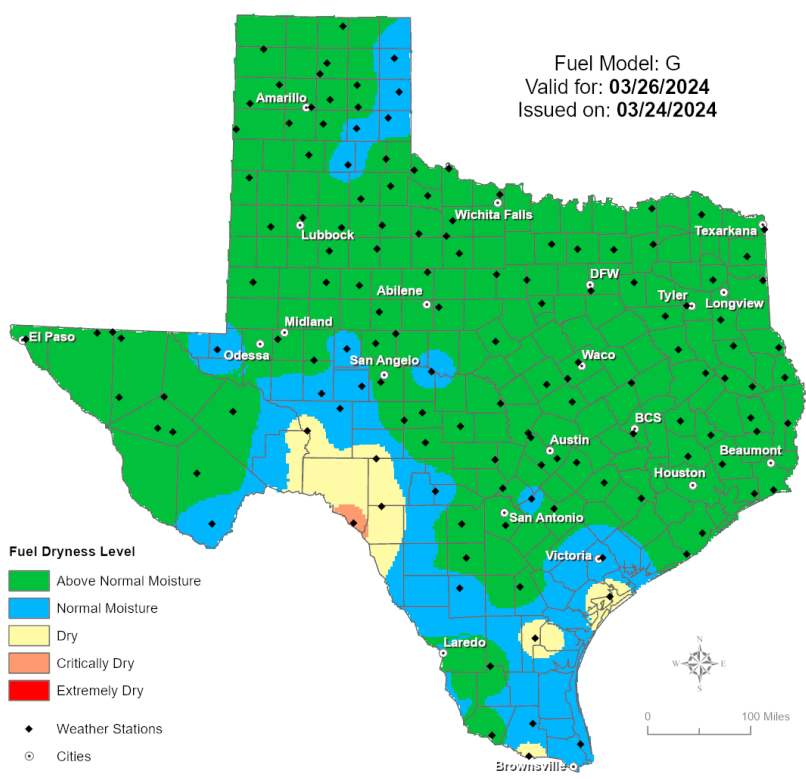 Fuel Model: G
Valid for: 03/26/2024
Issued on: 03/24/2024
Amarillo
Wichita Falls
Lubbock
Texarkana
DFW
Abilene
Tyler
Longview
Midland
El Paso
Odessa
San Angelo
Waco
BCS
Austin
Beaumont
Houston
San Antonio
Victoria
Laredo
Brownsville
Fuel Dryness Level
Above Normal Moisture
Normal Moisture
Dry
Critically Dry
Extremely Dry
Weather Stations
Cities
N
W E
S
0 100 Miles